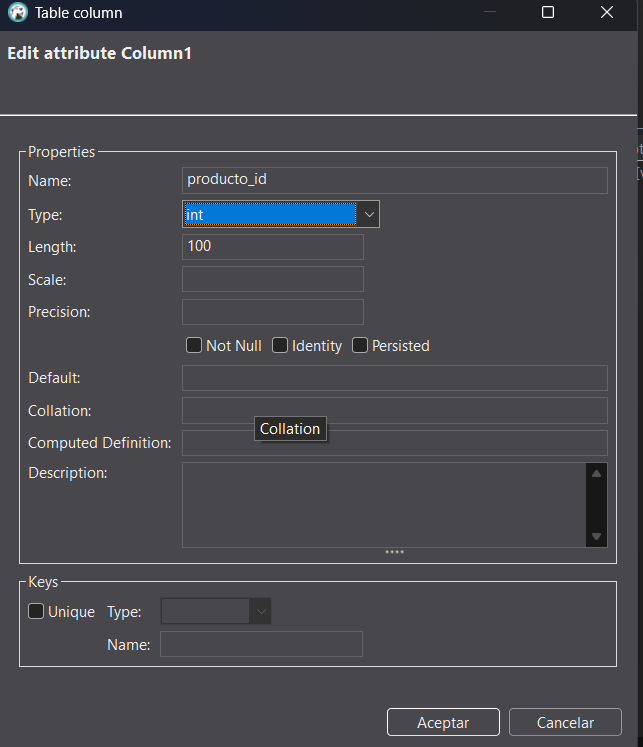 Table column
Edit attribute Column1
Properties
Name: producto_id
Type: int
Length: 100
Scale:
Precision:
Not Null Identity Persisted
Default:
Collation:
Collation
Computed Definition:
Description:
Keys
Unique Type:
Name:
Aceptar Cancelar